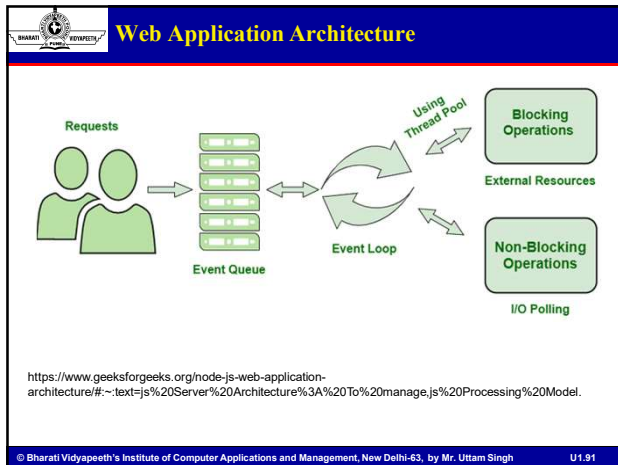 BHARATI VIDYAPEETH
PUNE
Web Application Architecture
Requests
Event Queue
Event Loop
Using
Thread Pool
Blocking
Operations
External Resources
Non-Blocking
Operations
I/O Polling
https://www.geeksforgeeks.org/node-js-web-application-
architecture/#:~:text=js%20Server%20Architecture%3A%20To%20manage,js%20Processing%20Model.
© Bharati Vidyapeeth's Institute of Computer Applications and Management, New Delhi-63, by Mr. Uttam Singh U1.91